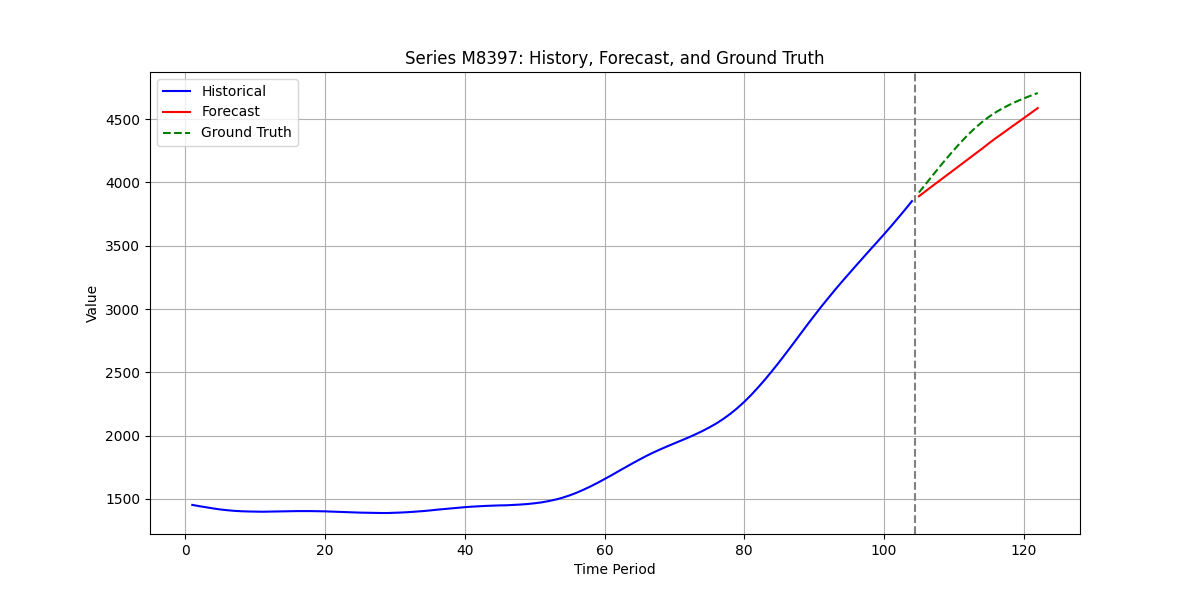 Series M8397: History, Forecast, and Ground Truth
Historical
Forecast
Ground Truth
4500
4000
3500
3000
2500
2000
1500
Value
0 20 40 60 80 100 120
Time Period